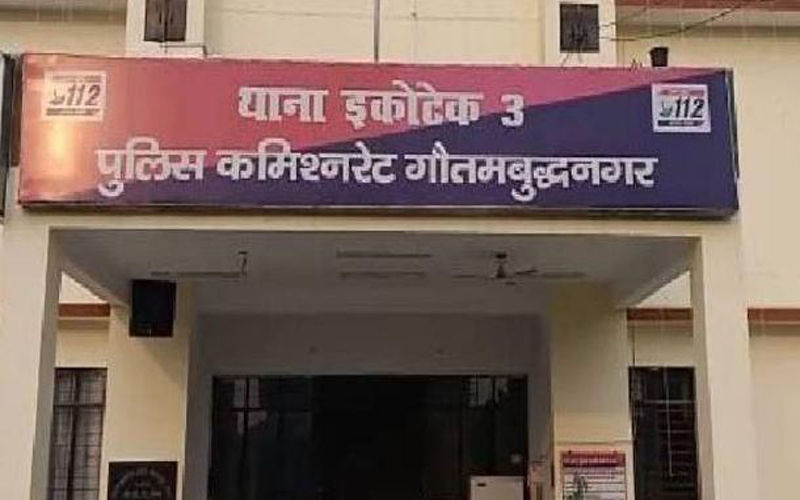 112
थाना इकोटेक 3
112
पुलिस कमिश्नरेट गौतमबुद्धनगर